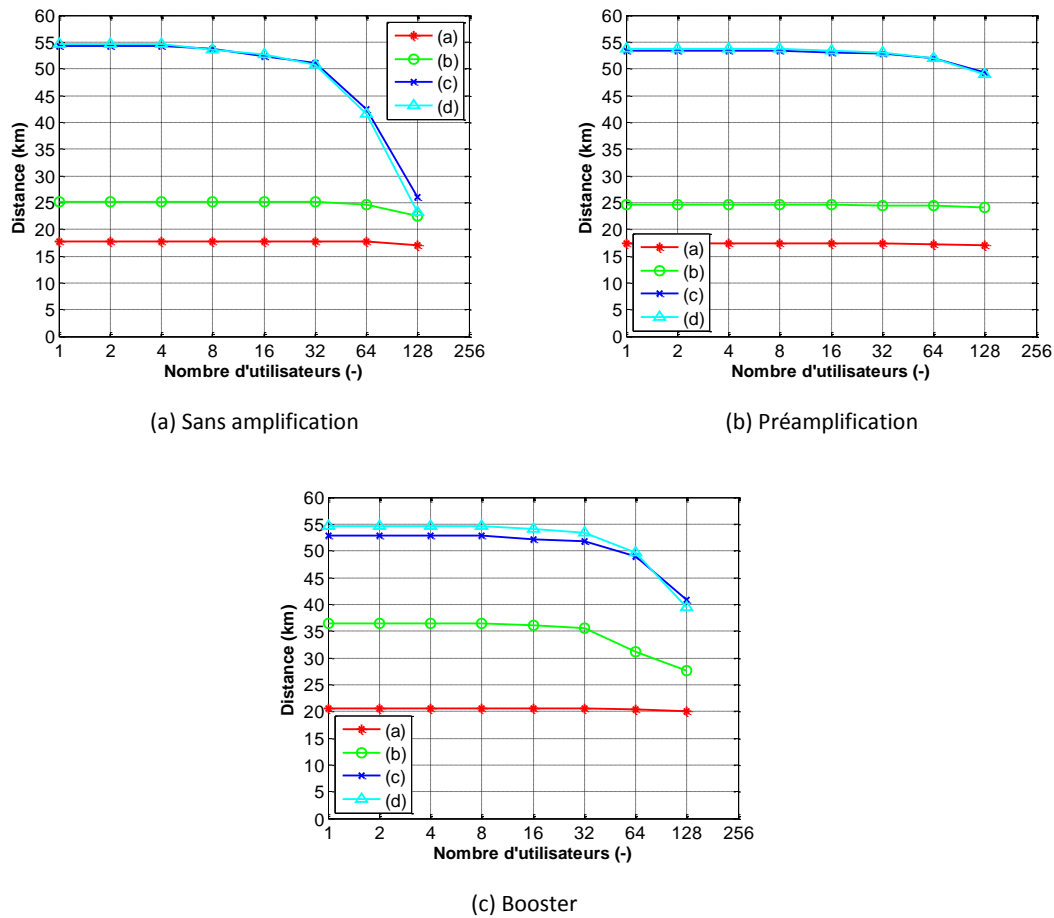 60
55
50
45
40
35
30
25
20
15
10
5
0
Distance (km)
1 2 4 8 16 32 64 128 256
Nombre d'utilisateurs (-)
(a)
(b)
(c)
(d)
(a) Sans amplification
60
55
50
45
40
35
30
25
20
15
10
5
0
Distance (km)
1 2 4 8 16 32 64 128 256
Nombre d'utilisateurs (-)
(a)
(b)
(c)
(d)
(b) Préamplification
60
55
50
45
40
35
30
25
20
15
10
5
0
Distance (km)
1 2 4 8 16 32 64 128 256
Nombre d'utilisateurs (-)
(a)
(b)
(c)
(d)
(c) Booster